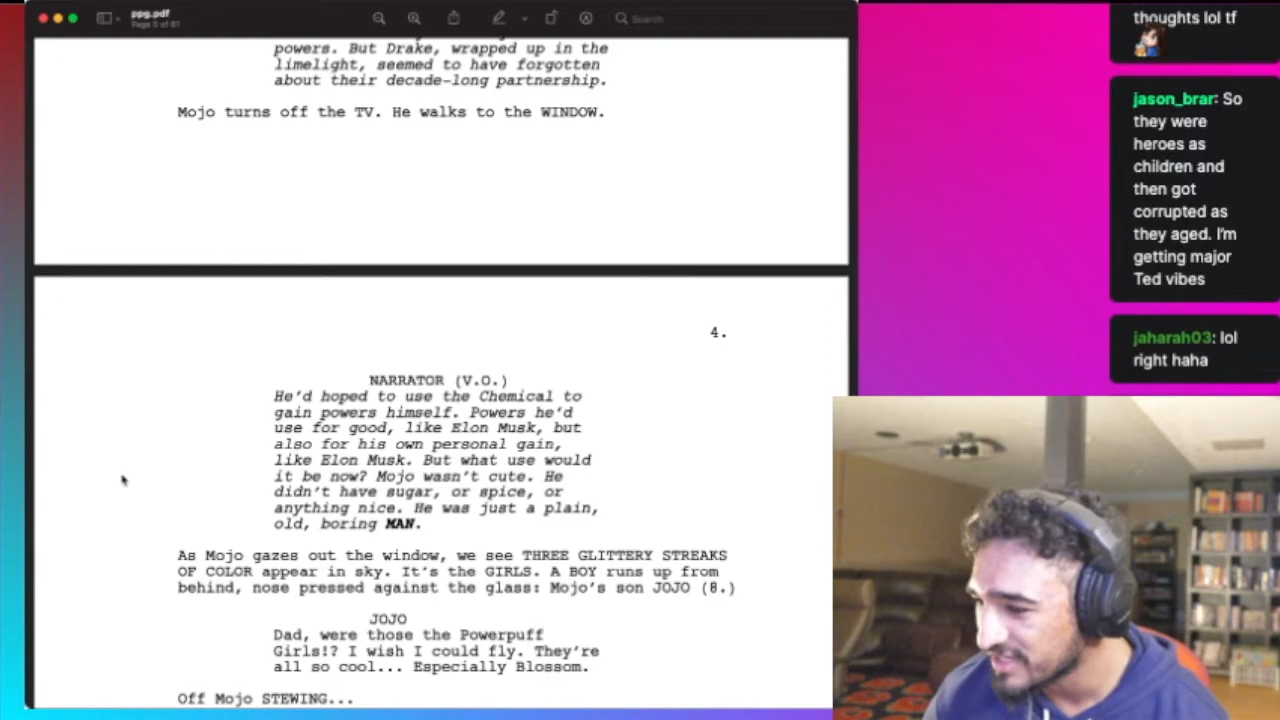 ppg.pdf
Page 5 of 61
Search
powers. But Drake, wrapped up in the
limelight, seemed to have forgotten
about their decade-long partnership.
Mojo turns off the TV. He walks to the WINDOW.
4.
NARRATOR (V.O.)
He'd hoped to use the Chemical to
gain powers himself. Powers he'd
use for good, like Elon Musk, but
also for his own personal gain,
like Elon Musk. But what use would
it be now? Mojo wasn't cute. He
didn't have sugar, or spice, or
anything nice. He was just a plain,
old, boring MAN.
As Mojo gazes out the window, we see THREE GLITTERY STREAKS
OF COLOR appear in sky. It's the GIRLS. A BOY runs up from
behind, nose pressed against the glass: Mojo's son JOJO (8.)
JOJO
Dad, were those the Powerpuff
Girls!? I wish I could fly. They're
all so cool... Especially Blossom.
Off Mojo STEWING...
thoughts lol tf
jason_brar: So
they were
heroes as
children and
then got
corrupted as
they aged. I'm
getting major
Ted vibes
jaharah03: lol
right haha